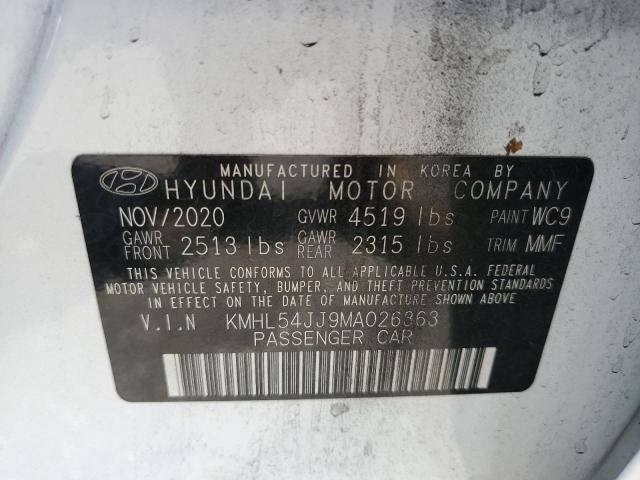 MANUFACTURED IN KOREA BY
HYUNDAI MOTOR COMPANY
NOV/2020 GVWR 4519 lbs PAINT WC9
GAWR FRONT 2513 lbs GAWR REAR 2315 lbs TRIM MMF
THIS VEHICLE CONFORMS TO ALL APPLICABLE U.S.A. FEDERAL
MOTOR VEHICLE SAFETY, BUMPER, AND THEFT PREVENTION STANDARDS
IN EFFECT ON THE DATE OF MANUFACTURE SHOWN ABOVE.
V.I.N KMHL54JJ9MA026363
PASSENGER CAR